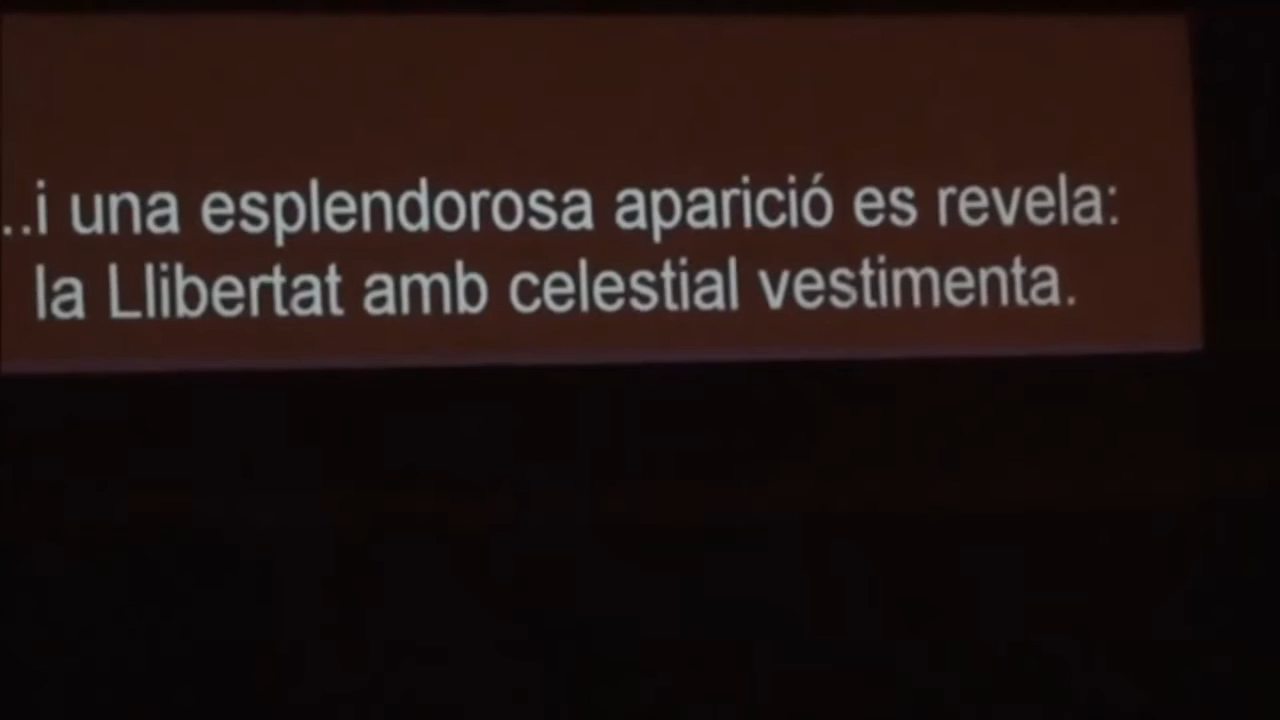 ..i una esplendorosa aparició es revela:
la Llibertat amb celestial vestimenta.